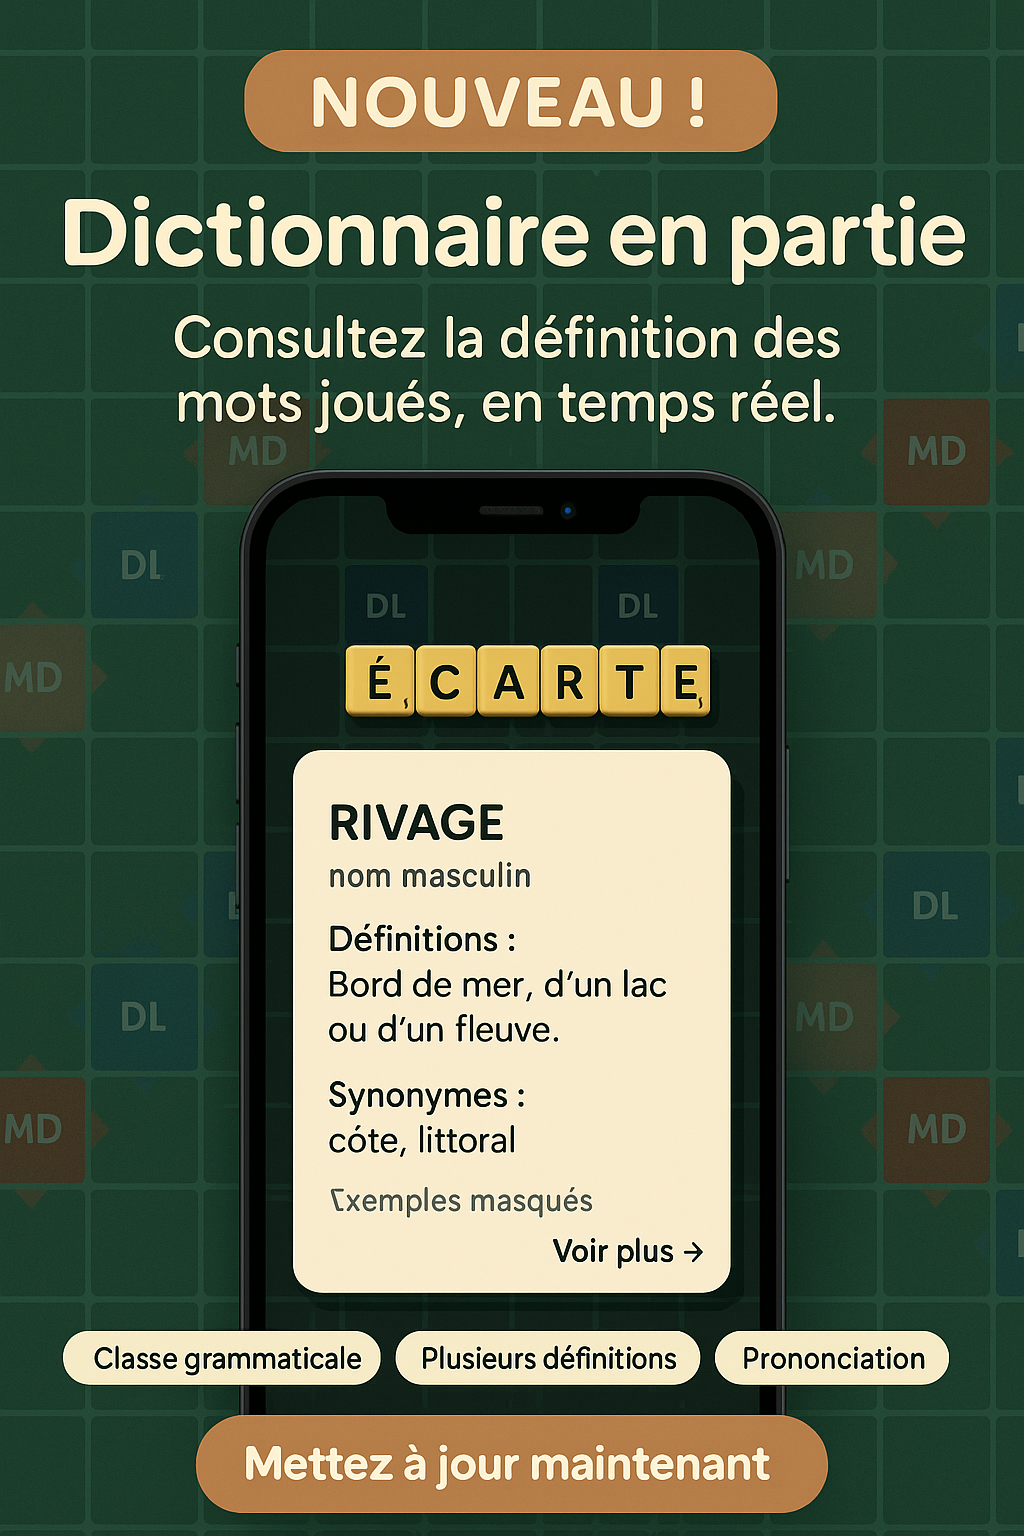 NOUVEAU !
Dictionnaire en partie
Consultez la définition des
mots joués, en temps réel.
MD
MD
DL
MD
DL
DL
MD
ÉCARTE
RIVAGE
nom masculin
Définitions :
Bord de mer, d’un lac
ou d’un fleuve.
Synonymes :
cóte, littoral
Exemples masqués
Voir plus →
DL
DL
MD
MD
MD
Classe grammaticale
Plusieurs définitions
Prononciation
Mettez à jour maintenant